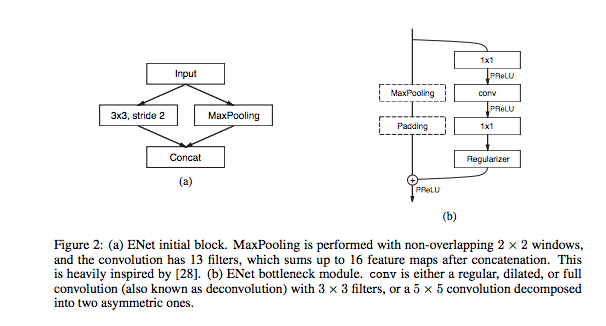 Input
3x3, stride 2
MaxPooling
Concat
(a)
1x1
PReLU
MaxPooling
conv
PReLU
Padding
1x1
Regularizer
+
PReLU
(b)
Figure 2: (a) ENet initial block. MaxPooling is performed with non-overlapping 2 × 2 windows,
and the convolution has 13 filters, which sums up to 16 feature maps after concatenation. This
is heavily inspired by [28]. (b) ENet bottleneck module. conv is either a regular, dilated, or full
convolution (also known as deconvolution) with 3 × 3 filters, or a 5 × 5 convolution decomposed
into two asymmetric ones.